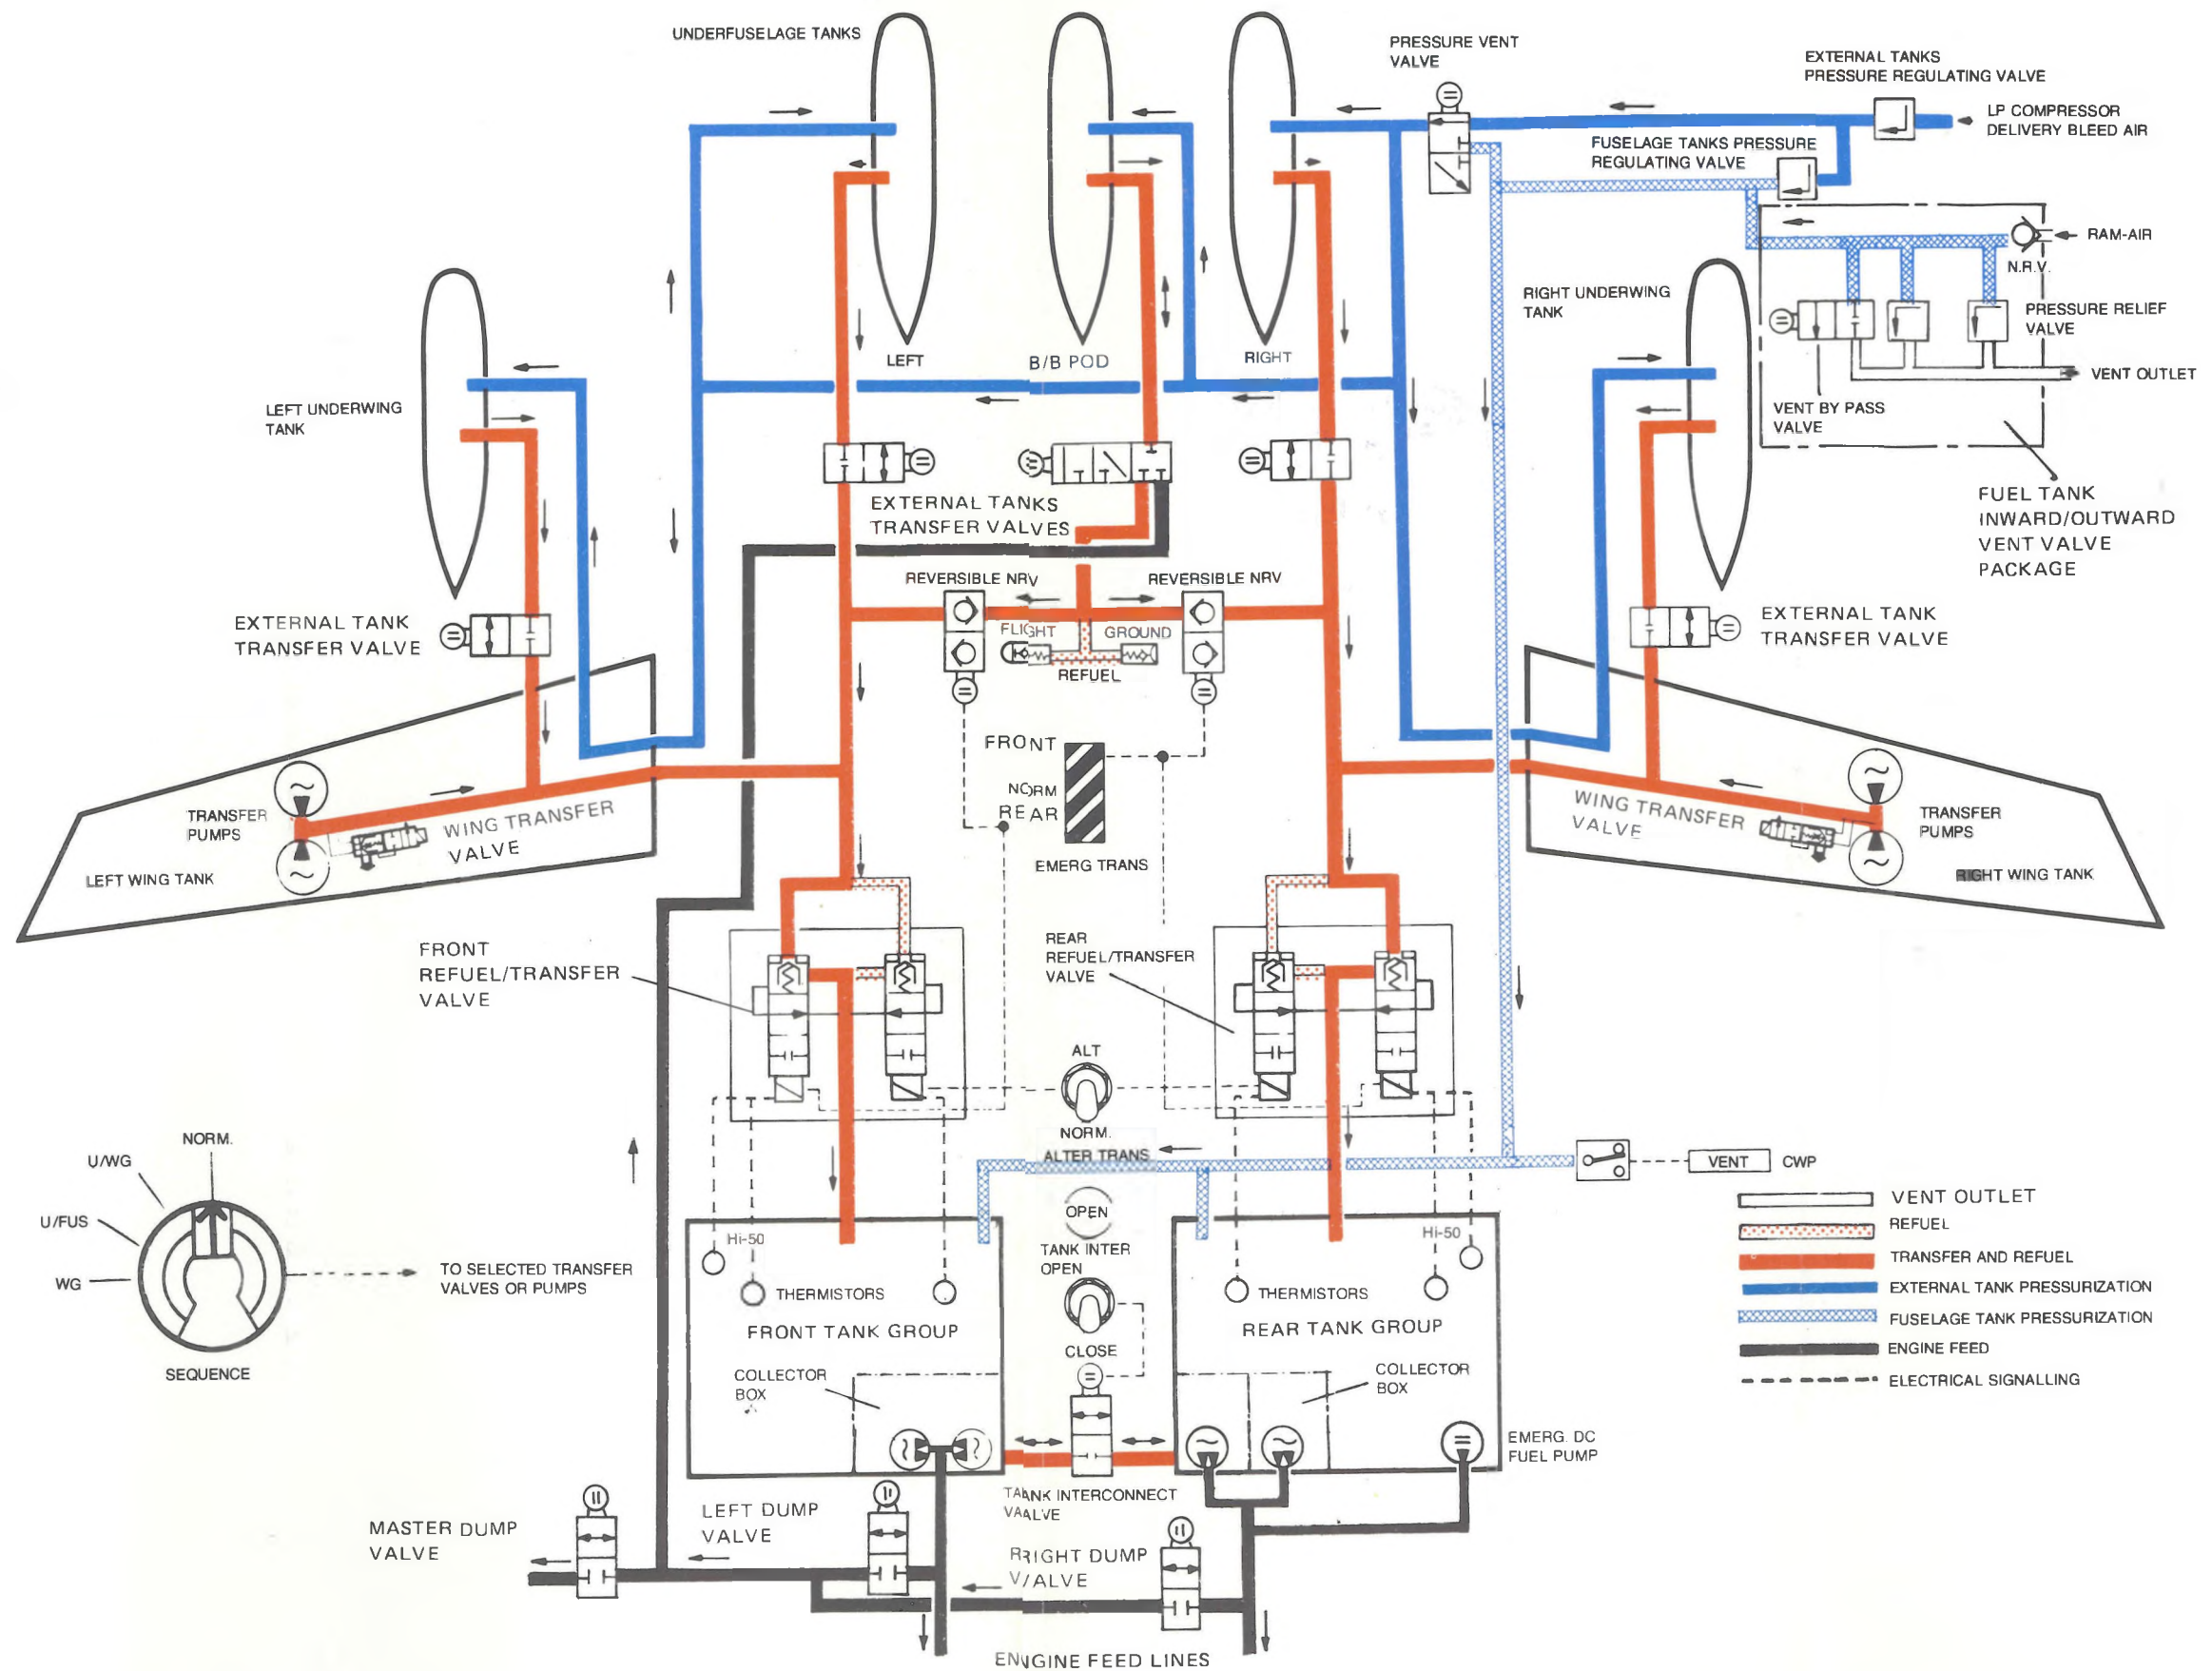 UNDERFUSELAGE TANKS
PRESSURE VENT
VALVE
EXTERNAL TANKS
PRESSURE REGULATING VALVE
LP COMPRESSOR
DELIVERY BLEED AIR
FUSELAGE TANKS PRESSURE
REGULATING VALVE
RAM-AIR
N.R.V.
RIGHT UNDERWING
TANK
PRESSURE RELIEF
VALVE
LEFT
B/B POD
RIGHT
VENT OUTLET
LEFT UNDERWING
TANK
VENT BY PASS
VALVE
EXTERNAL TANKS
TRANSFER VALVES
FUEL TANK
INWARD/OUTWARD
VENT VALVE
PACKAGE
REVERSIBLE NRV
REVERSIBLE NRV
EXTERNAL TANK
TRANSFER VALVE
FLIGHT
GROUND
REFUEL
EXTERNAL TANK
TRANSFER VALVE
FRONT
NORM
REAR
EMERG TRANS
TRANSFER
PUMPS
WING TRANSFER
VALVE
LEFT WING TANK
WING TRANSFER
VALVE
TRANSFER
PUMPS
RIGHT WING TANK
FRONT
REFUEL/TRANSFER
VALVE
REAR
REFUEL/TRANSFER
VALVE
ALT
NORM.
ALTER TRANS
NORM.
U/WG
U/FUS
WG
SEQUENCE
TO SELECTED TRANSFER
VALVES OR PUMPS
VENT
CWP
OPEN
TANK INTER
OPEN
CLOSE
Hi-50
THERMISTORS
FRONT TANK GROUP
COLLECTOR
BOX
Hi-50
THERMISTORS
REAR TANK GROUP
COLLECTOR
BOX
VENT OUTLET
REFUEL
TRANSFER AND REFUEL
EXTERNAL TANK PRESSURIZATION
FUSELAGE TANK PRESSURIZATION
ENGINE FEED
ELECTRICAL SIGNALLING
EMERG. DC
FUEL PUMP
TAANK INTERCONNECT
VAALVE
MASTER DUMP
VALVE
LEFT DUMP
VALVE
RRIGHT DUMP
V/ALVE
ENNGINE FEED LINES